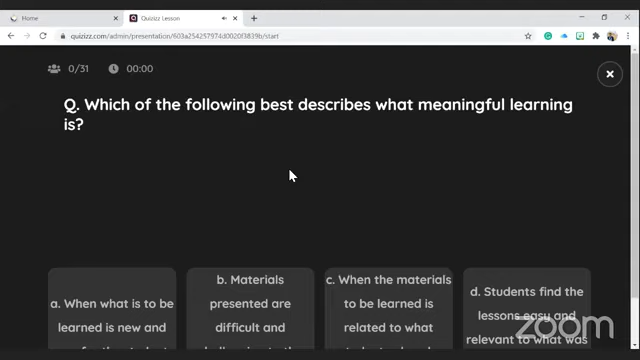 Home
Quizizz Lesson
quizizz.com/admin/presentation/603a254257974d0020f3839b/start
0/31
00:00
Q. Which of the following best describes what meaningful learning
is?
a. When what is to be
learned is new and
b. Materials
presented are
difficult and
c. When the materials
to be learned is
related to what
d. Students find the
lessons easy and
relevant to what was
zoom